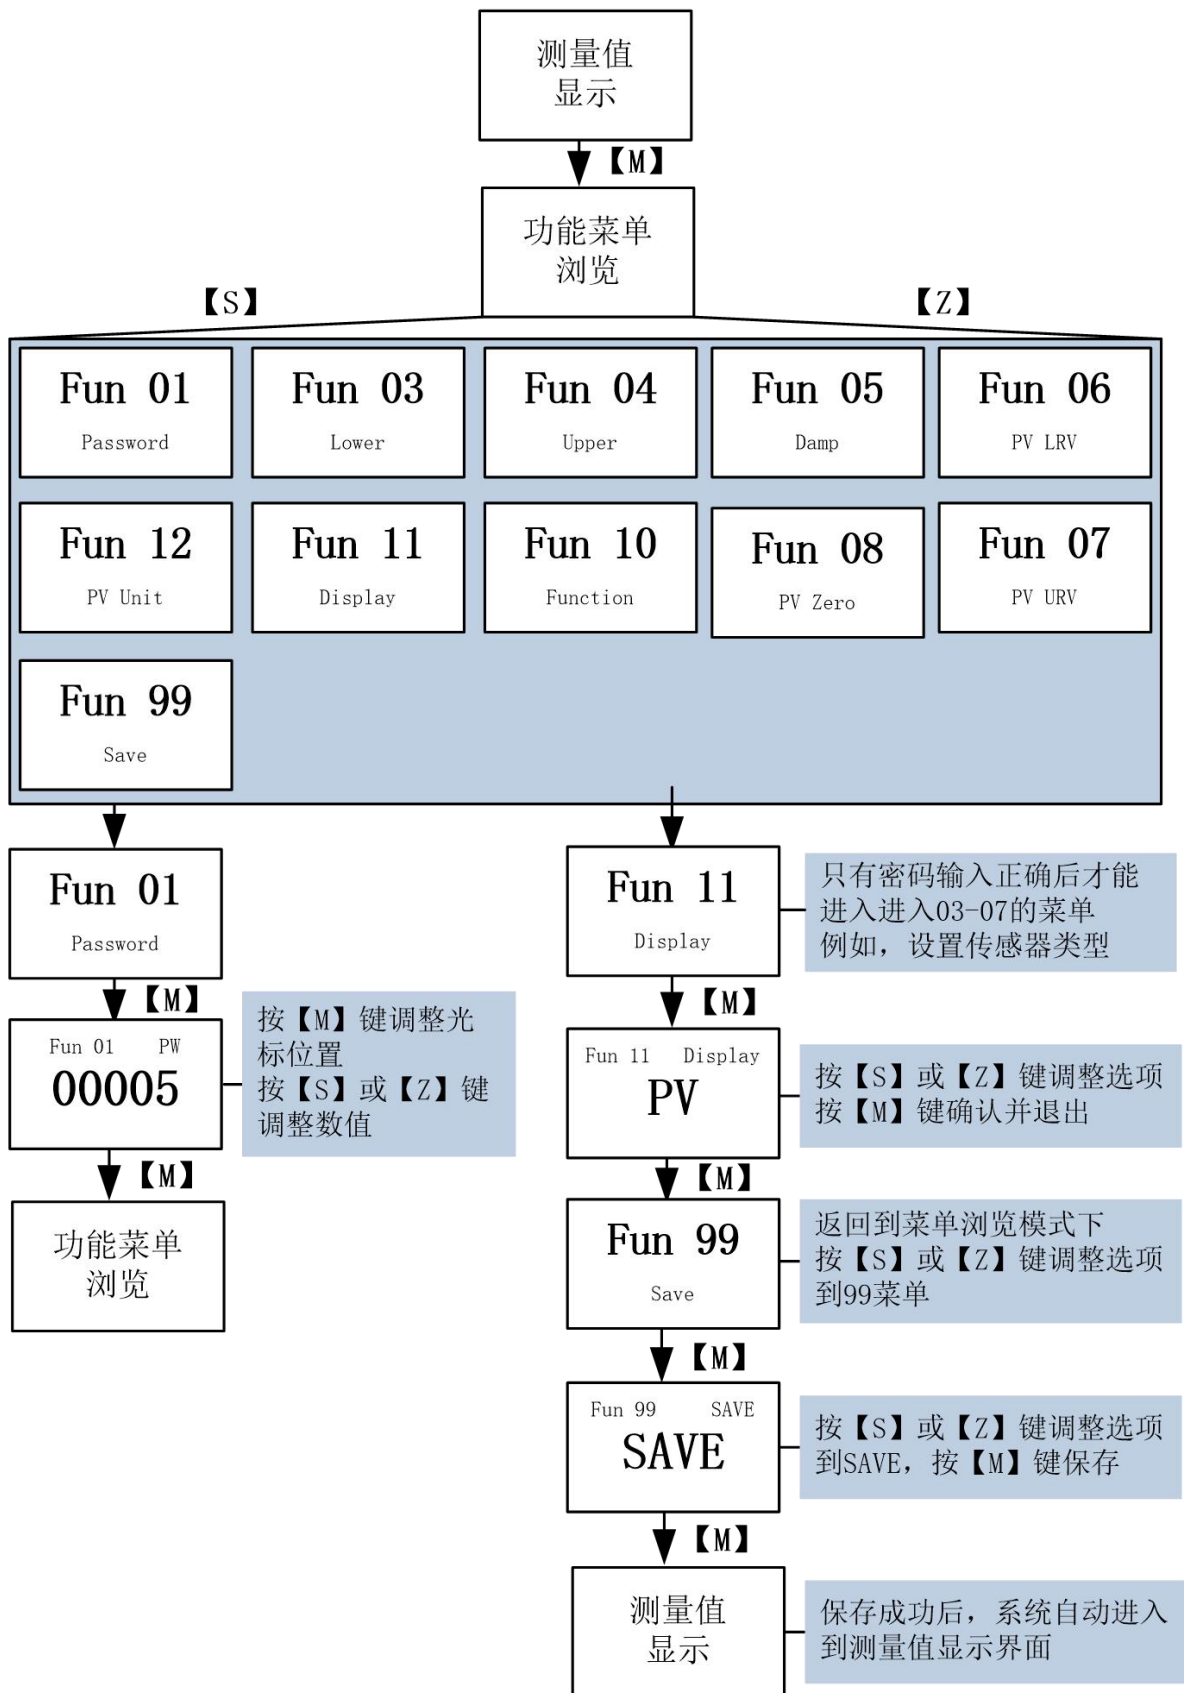 测量值
显示
【M】
功能菜单
浏览
【S】
【Z】
Fun 01
Password
Fun 03
Lower
Fun 04
Upper
Fun 05
Damp
Fun 06
PV LRV
Fun 12
PV Unit
Fun 11
Display
Fun 10
Function
Fun 08
PV Zero
Fun 07
PV URV
Fun 99
Save
Fun 01
Password
【M】
Fun 01 PW
00005
按【M】键调整光
标位置
按【S】或【Z】键
调整数值
【M】
功能菜单
浏览
Fun 11
Display
只有密码输入正确后才能
进入进入03-07的菜单
例如，设置传感器类型
【M】
Fun 11 Display
PV
按【S】或【Z】键调整选项
按【M】键确认并退出
【M】
Fun 99
Save
返回到菜单浏览模式下
按【S】或【Z】键调整选项
到99菜单
【M】
Fun 99 SAVE
SAVE
按【S】或【Z】键调整选项
到SAVE，按【M】键保存
【M】
测量值
显示
保存成功后，系统自动进入
到测量值显示界面